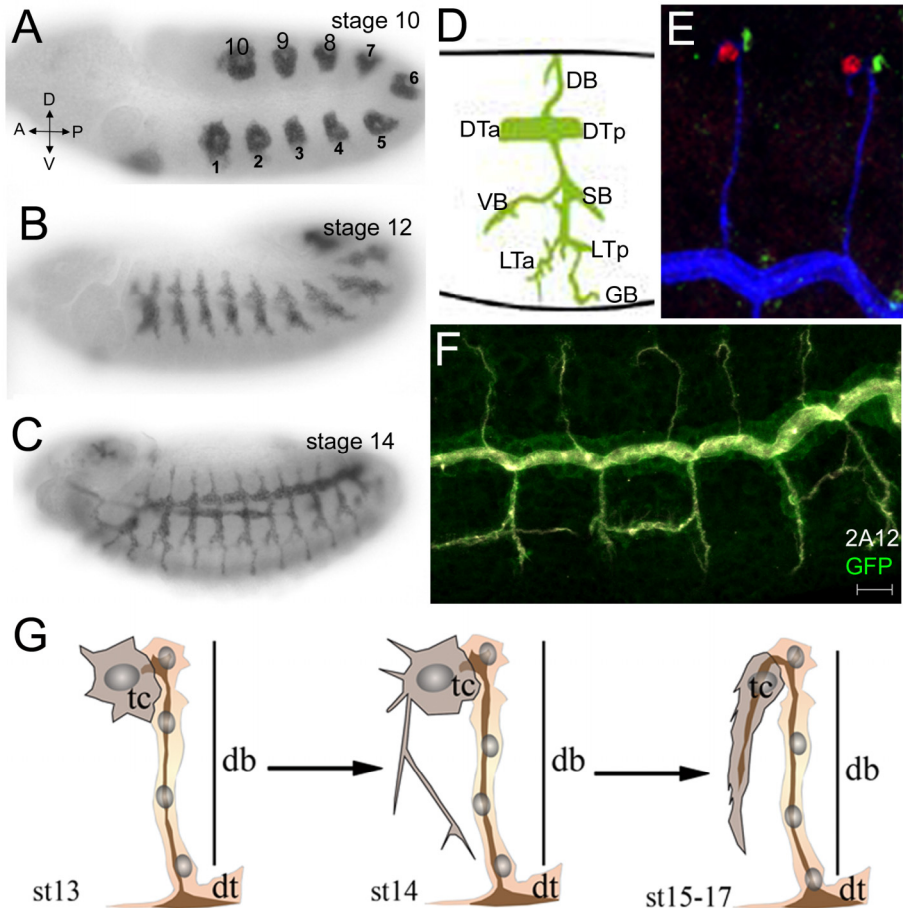 A
stage 10
10 9 8 7
6
D
A P
V
1 2 3 4 5
B
stage 12
C
stage 14
D
DB
DTa DTp
VB SB
LTa LTp
GB
E
F
2A12
GFP
G
tc
db
dt
st13
tc
db
dt
st14
tc
db
dt
st15-17